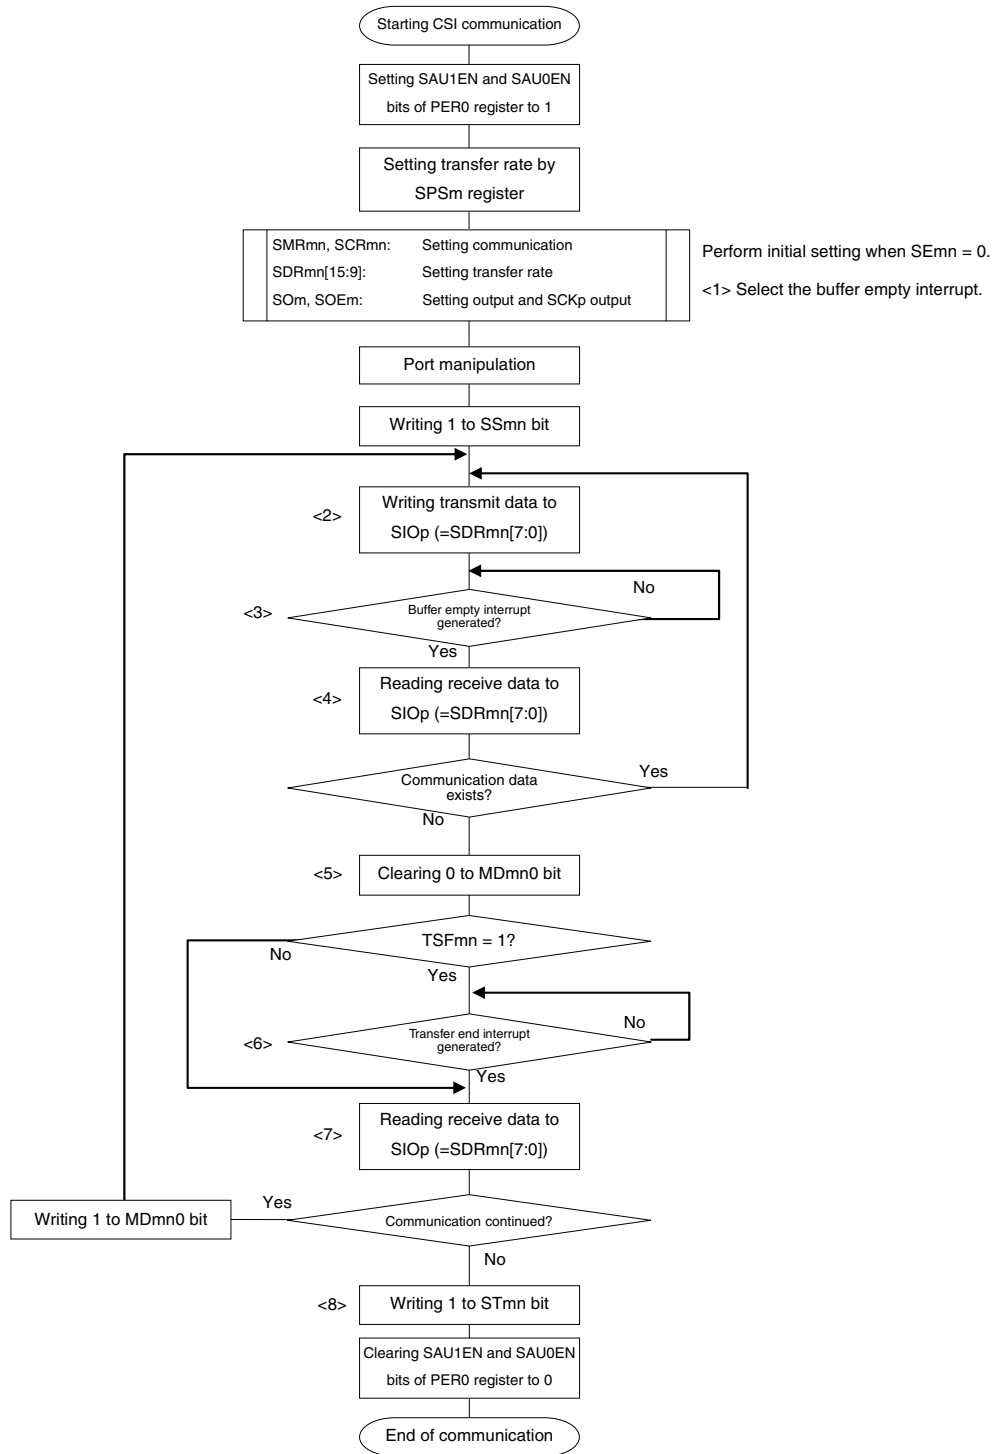 Starting CSI communication
Setting SAU1EN and SAU0EN
bits of PER0 register to 1
Setting transfer rate by
SPSm register
SMRmn, SCRmn: Setting communication
SDRmn[15:9]: Setting transfer rate
SOm, SOEm: Setting output and SCKp output
Perform initial setting when SEmn = 0.
<1> Select the buffer empty interrupt.
Port manipulation
Writing 1 to SSmn bit
<2>
Writing transmit data to
SIOp (=SDRmn[7:0])
No
<3>
Buffer empty interrupt
generated?
Yes
<4>
Reading receive data to
SIOp (=SDRmn[7:0])
Communication data
exists?
Yes
No
<5>
Clearing 0 to MDmn0 bit
TSFmn = 1?
No
Yes
<6>
Transfer end interrupt
generated?
No
Yes
<7>
Reading receive data to
SIOp (=SDRmn[7:0])
Writing 1 to MDmn0 bit
Yes
Communication continued?
No
<8>
Writing 1 to STmn bit
Clearing SAU1EN and SAU0EN
bits of PER0 register to 0
End of communication